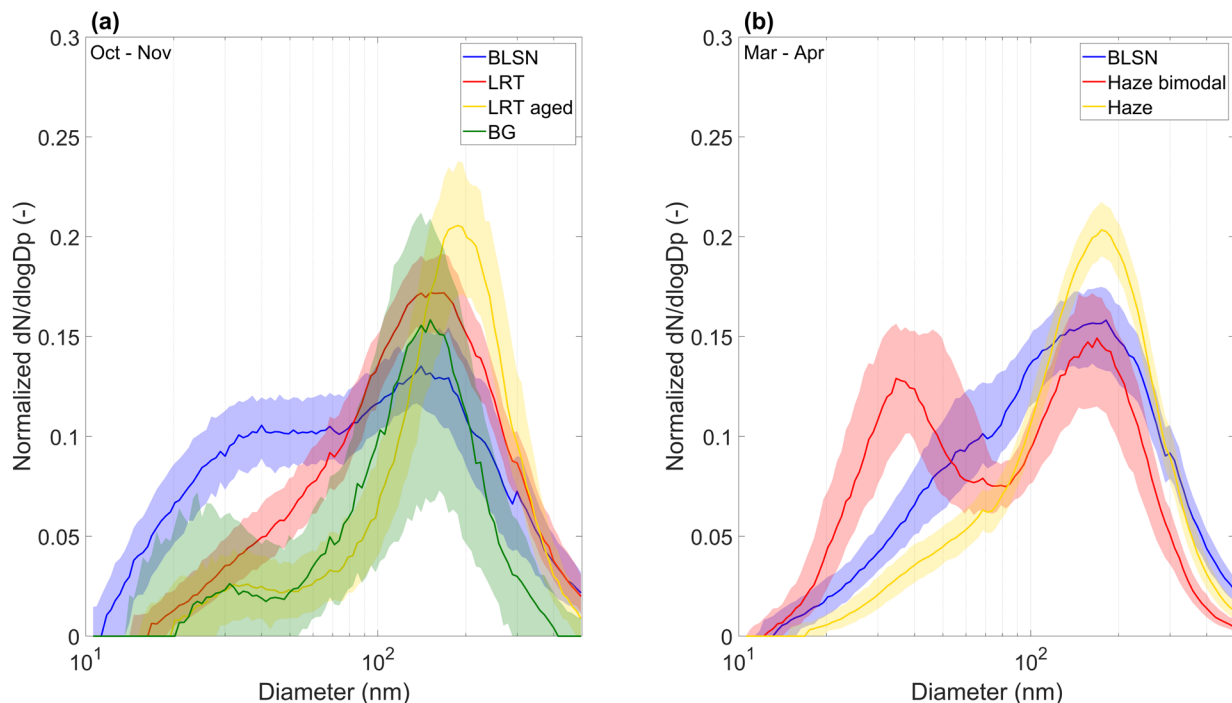 (a)
Oct - Nov
BLSN
LRT
LRT aged
BG
0.3
0.25
0.2
0.15
0.1
0.05
0
10¹
10²
Normalized dN/dlogDp (-)
Diameter (nm)
(b)
Mar - Apr
BLSN
Haze bimodal
Haze
0.3
0.25
0.2
0.15
0.1
0.05
0
10¹
10²
Normalized dN/dlogDp (-)
Diameter (nm)